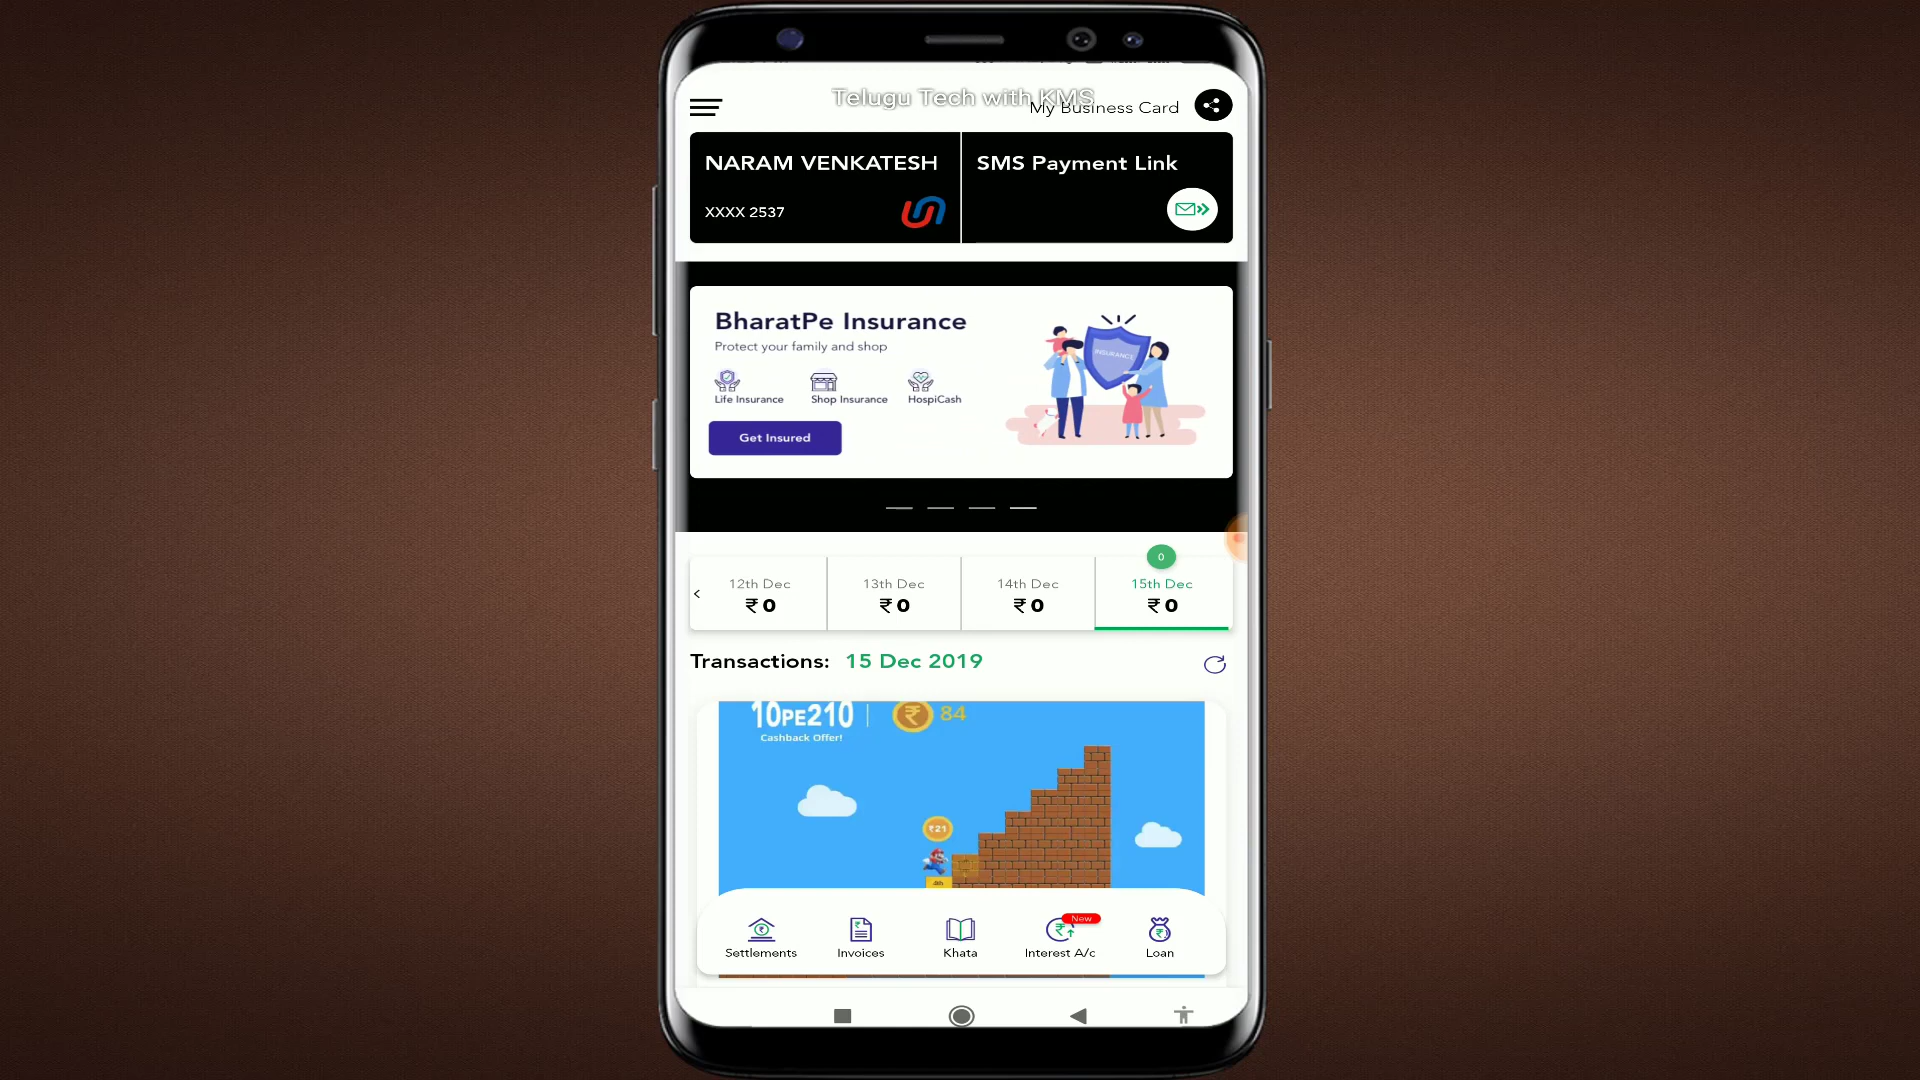 Telugu Tech with KMS
My Business Card
NARAM VENKATESH
XXXX 2537
SMS Payment Link
BharatPe Insurance
Protect your family and shop
INSURANCE
Life Insurance
Shop Insurance
HospiCash
Get Insured
0
12th Dec
₹ 0
13th Dec
₹ 0
14th Dec
₹ 0
15th Dec
₹ 0
Transactions: 15 Dec 2019
10PE210
84
Cashback Offer!
₹21
4th
New
Settlements
Invoices
Khata
Interest A/c
Loan